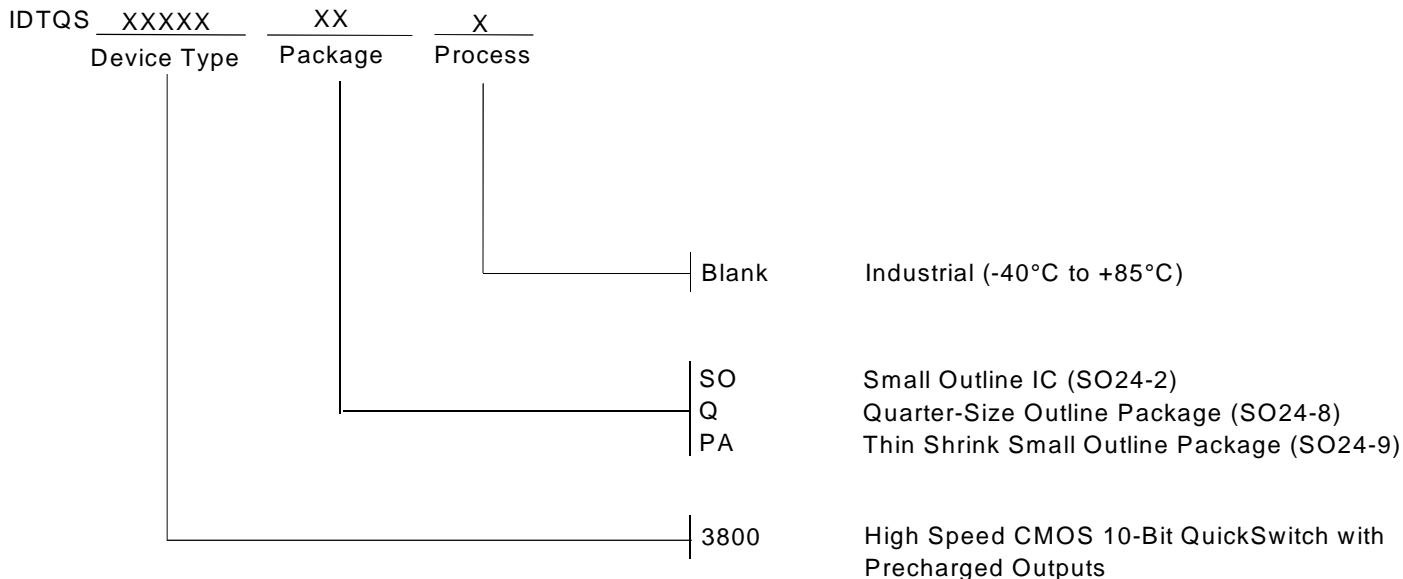 IDTQS XXXXX XX X
Device Type Package Process
Blank Industrial (-40°C to +85°C)
SO Small Outline IC (SO24-2)
Q Quarter-Size Outline Package (SO24-8)
PA Thin Shrink Small Outline Package (SO24-9)
3800 High Speed CMOS 10-Bit QuickSwitch with
Precharged Outputs